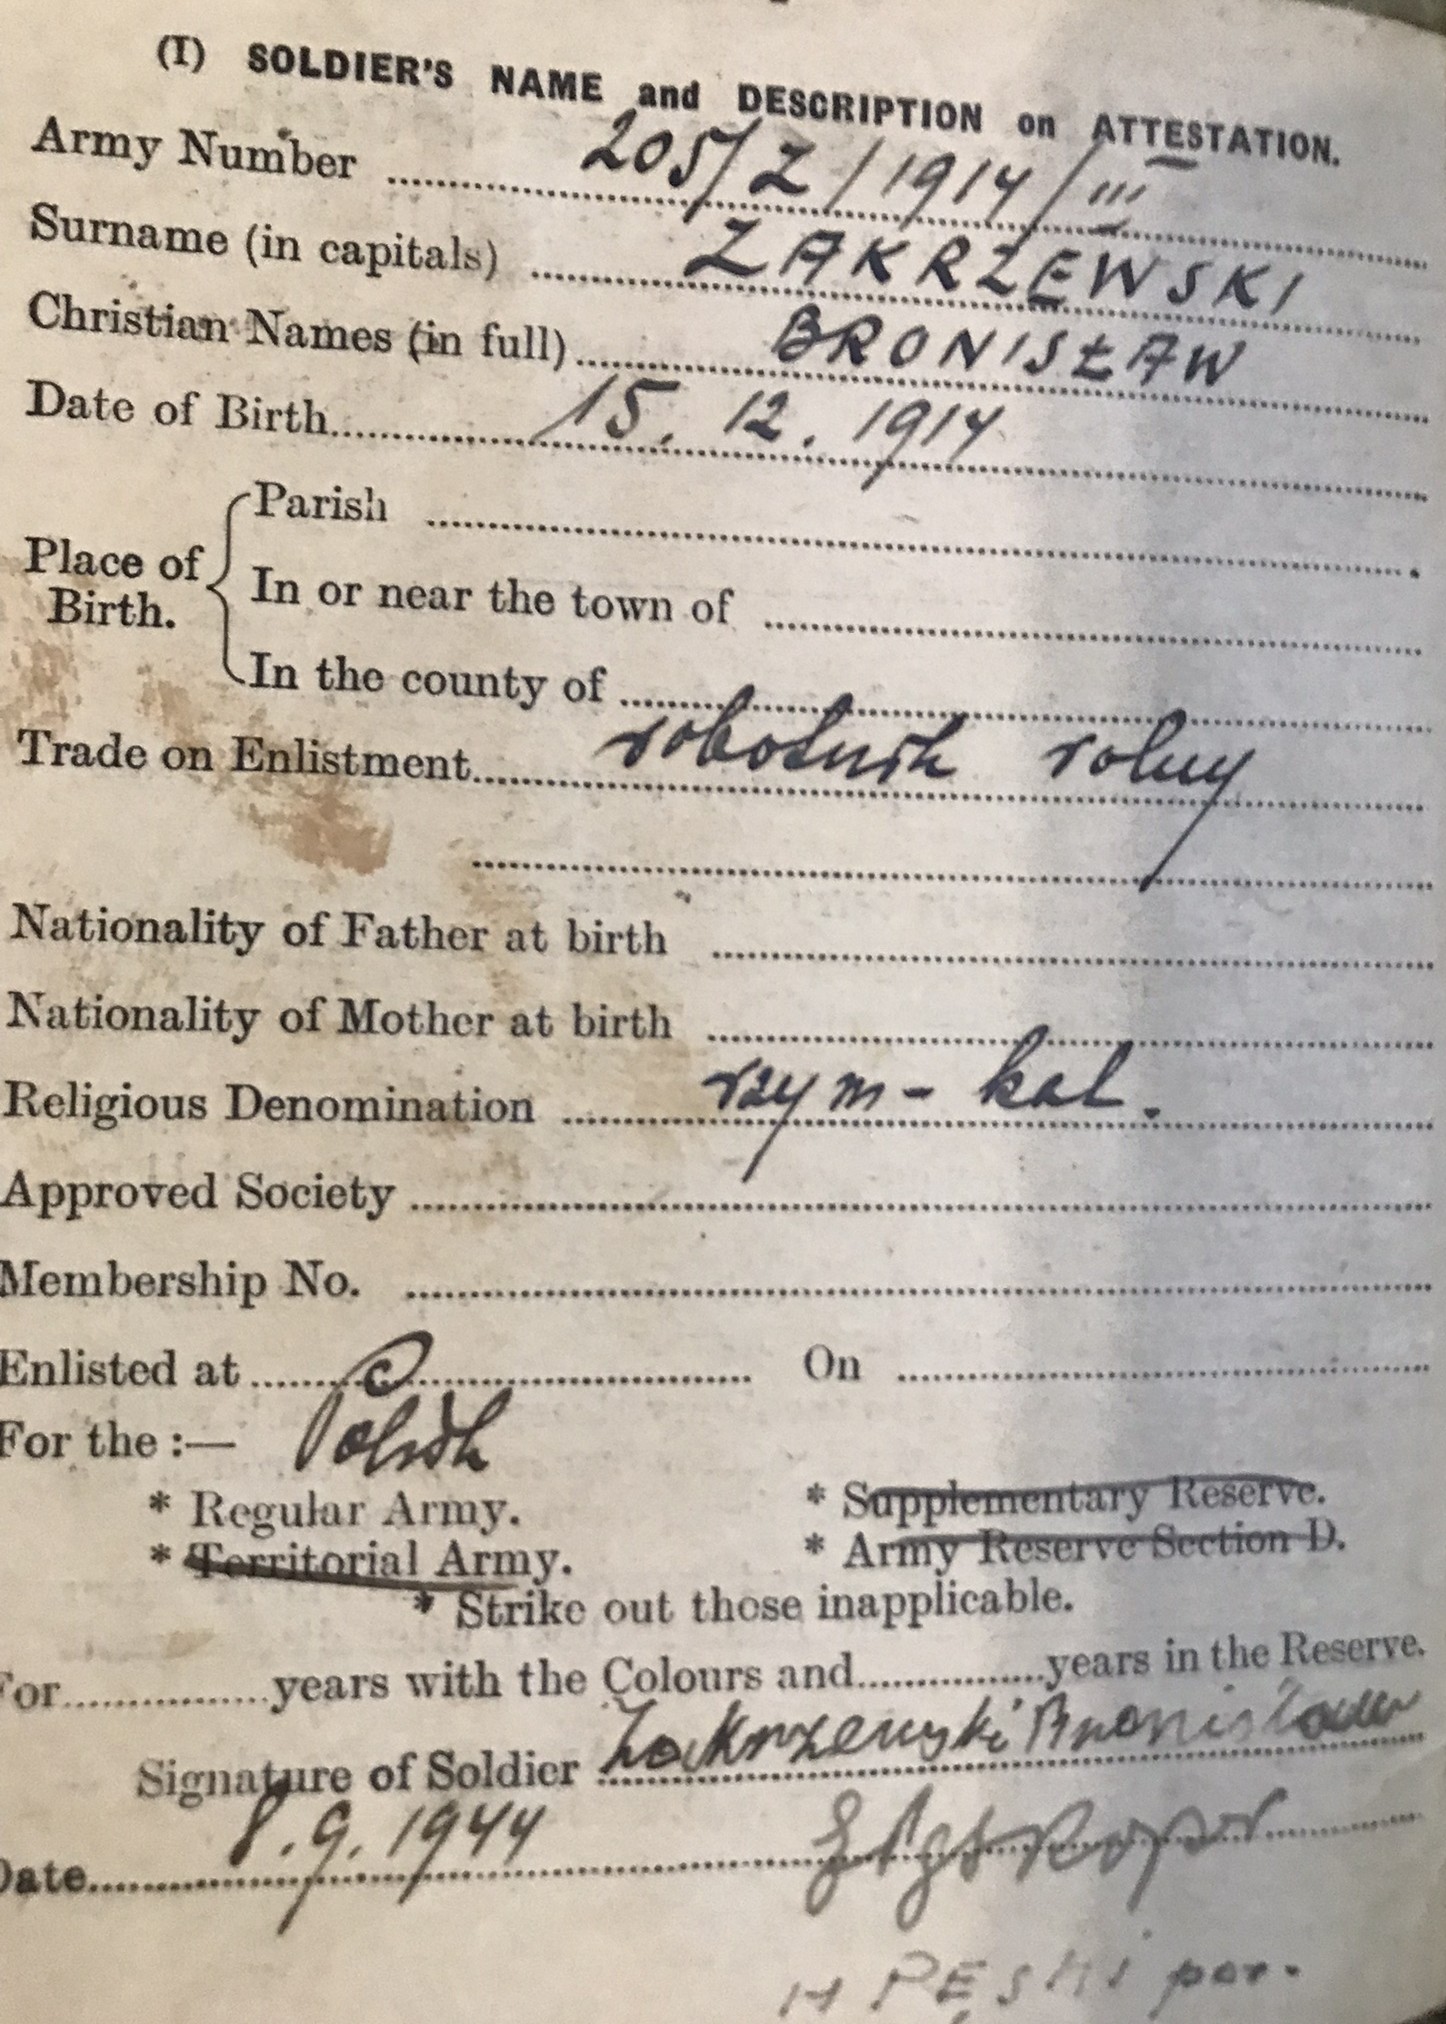 (I) SOLDIER'S NAME and DESCRIPTION on ATTESTATION.
Army Number 205/Z/1914/III
Surname (in capitals) ZAKRZEWSKI
Christian Names (in full) BRONISŁAW
Date of Birth 15. 12. 1914
Place of Birth.
Parish
In or near the town of
In the county of
Trade on Enlistment robotnik rolny
Nationality of Father at birth
Nationality of Mother at birth
Religious Denomination rzym-kat.
Approved Society
Membership No.
Enlisted at On
For the :— Polish
* Regular Army. * Supplementary Reserve.
* Territorial Army. * Army Reserve Section D.
* Strike out those inapplicable.
For years with the Colours and years in the Reserve.
Signature of Soldier Zakrzewski Bronisław
Date 8.9.1944
H PĘSKI por.